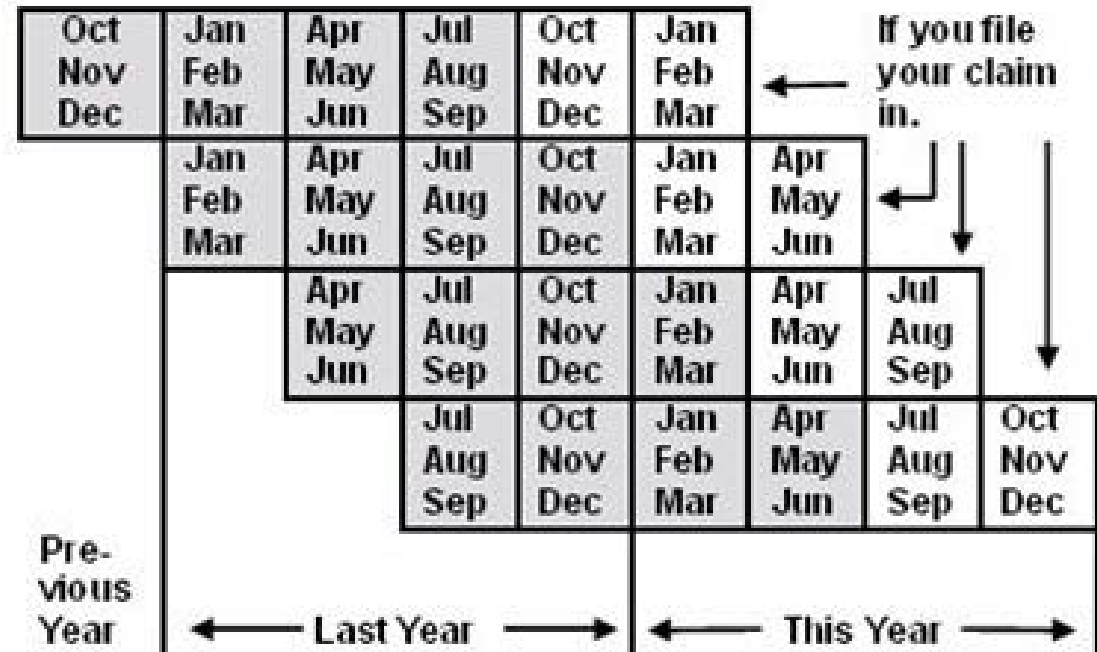 Oct Jan Apr Jul Oct Jan If you file
Nov Feb May Aug Nov Feb your claim
Dec Mar Jun Sep Dec Mar in.
Jan Apr Jul Oct Jan Apr
Feb May Aug Nov Feb May
Mar Jun Sep Dec Mar Jun
Apr Jul Oct Jan Apr Jul
May Aug Nov Feb May Aug
Jun Sep Dec Mar Jun Sep
Jul Oct Jan Apr Jul Oct
Aug Nov Feb May Aug Nov
Sep Dec Mar Jun Sep Dec
Pre-
vious
Year Last Year This Year